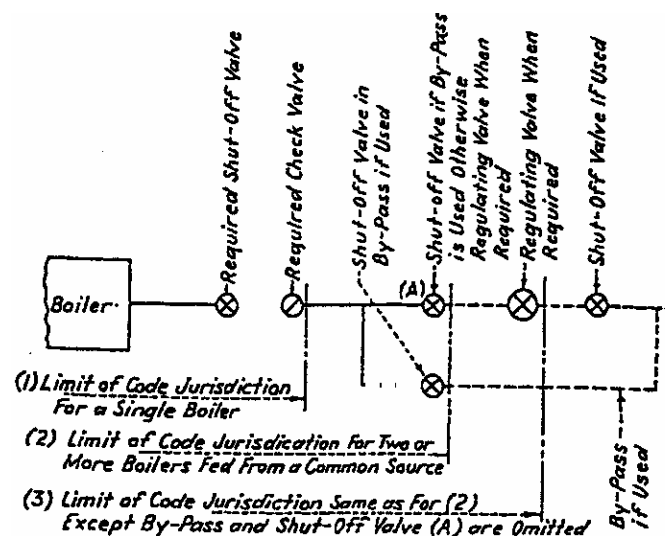 Required Shut-Off Valve
Required Check Valve
Shut-Off Valve in
By-Pass if Used
Shut-off Valve if By-Pass
is Used Otherwise
Regulating Valve When
Required
Regulating Valve When
Required
Shut-Off Valve If Used
Boiler
(A)
(1) Limit of Code Jurisdiction
For a Single Boiler
(2) Limit of Code Jurisdication For Two or
More Boilers Fed From a Common Source
(3) Limit of Code Jurisdiction Same as For (2)
Except By-Pass and Shut-Off Valve (A) are Omitted
By-Pass
if Used